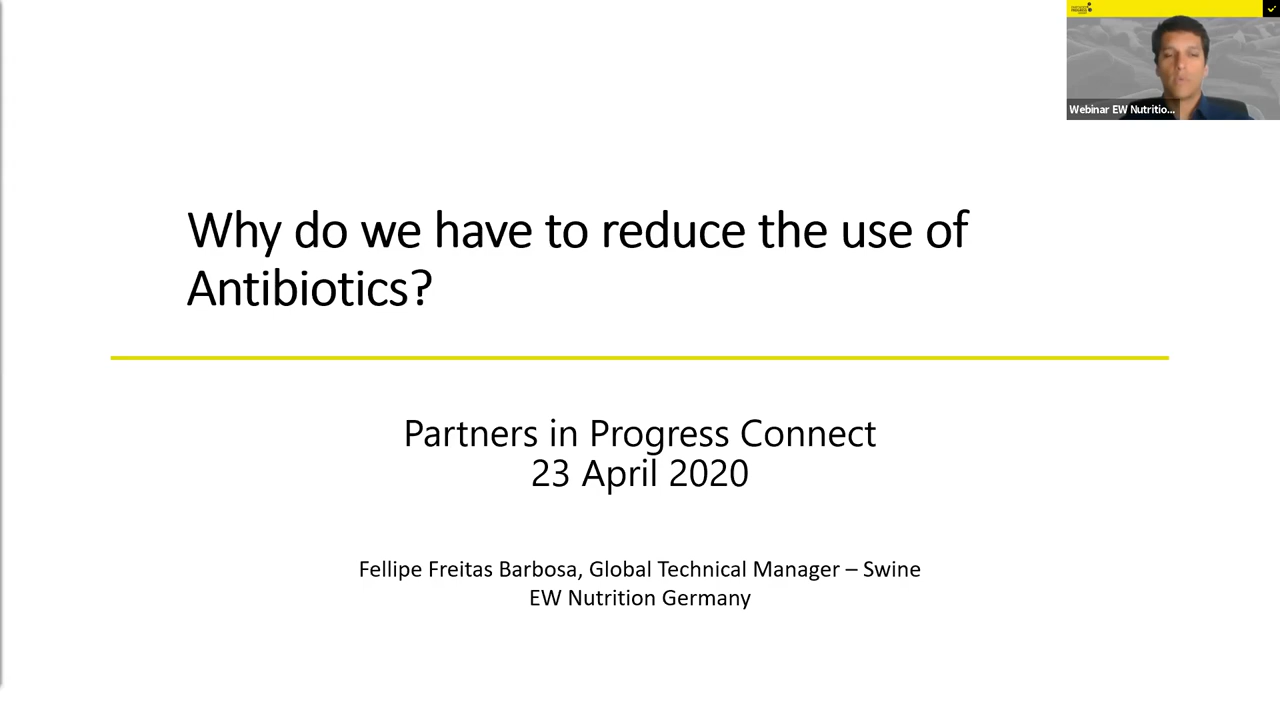 Webinar EW Nutritio...
Why do we have to reduce the use of
Antibiotics?
Partners in Progress Connect
23 April 2020
Fellipe Freitas Barbosa, Global Technical Manager – Swine
EW Nutrition Germany